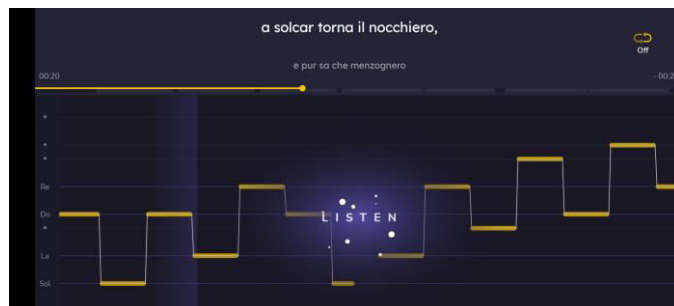 a solcar torna il nocchiero,
Off
e pur sa che menzognero
00:20
Re
Do
LISTEN
La
Sol